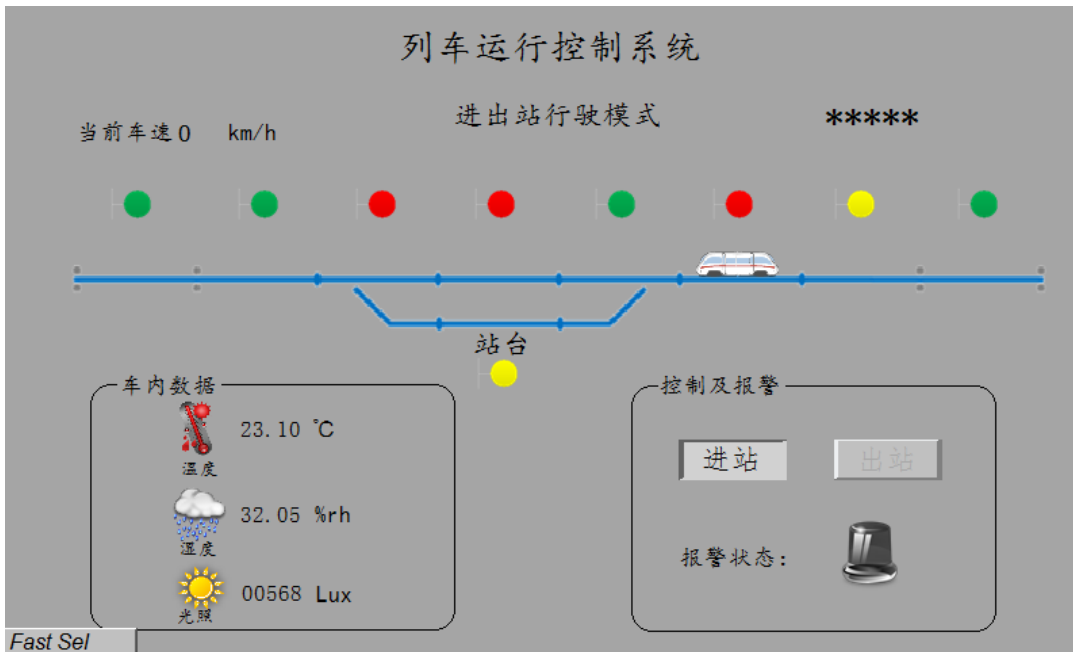 列车运行控制系统
进出站行驶模式
*****
当前车速0 km/h
站台
车内数据
23.10 ℃
温度
32.05 %rh
湿度
00568 Lux
光照
控制及报警
进站
出站
报警状态:
Fast Sel